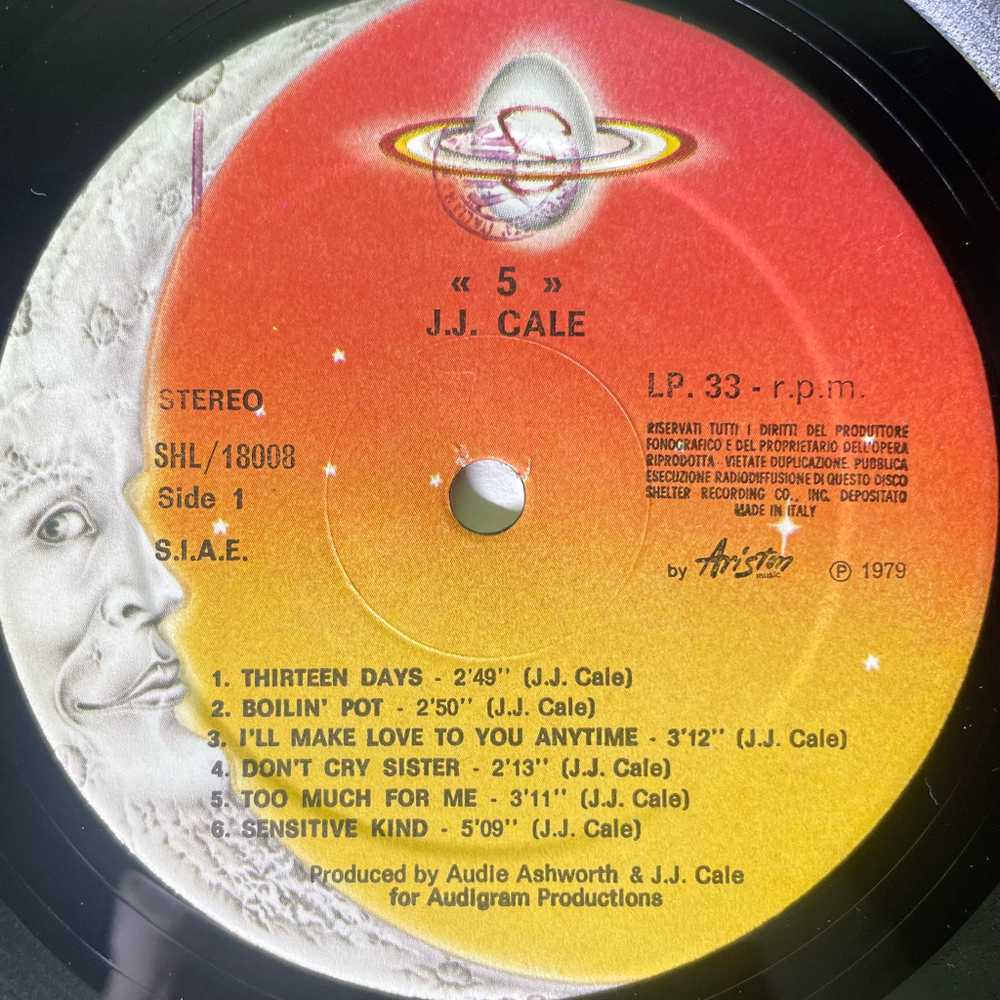 « 5 »
J.J. CALE
STEREO
SHL/18008
Side 1
S.I.A.E.
LP. 33 - r.p.m.
RISERVATI TUTTI I DIRITTI DEL PRODUTTORE
FONOGRAFICO E DEL PROPRIETARIO DELL'OPERA
RIPRODOTTA - VIETATE DUPLICAZIONE PUBBLICA
ESECUZIONE RADIODIFFUSIONE DI QUESTO DISCO
SHELTER RECORDING CO., INC. DEPOSITATO
MADE IN ITALY
by Ariston music ℗ 1979
1. THIRTEEN DAYS - 2'49'' (J.J. Cale)
2. BOILIN' POT - 2'50'' (J.J. Cale)
3. I'LL MAKE LOVE TO YOU ANYTIME - 3'12'' (J.J. Cale)
4. DON'T CRY SISTER - 2'13'' (J.J. Cale)
5. TOO MUCH FOR ME - 3'11'' (J.J. Cale)
6. SENSITIVE KIND - 5'09'' (J.J. Cale)
Produced by Audie Ashworth & J.J. Cale
for Audigram Productions